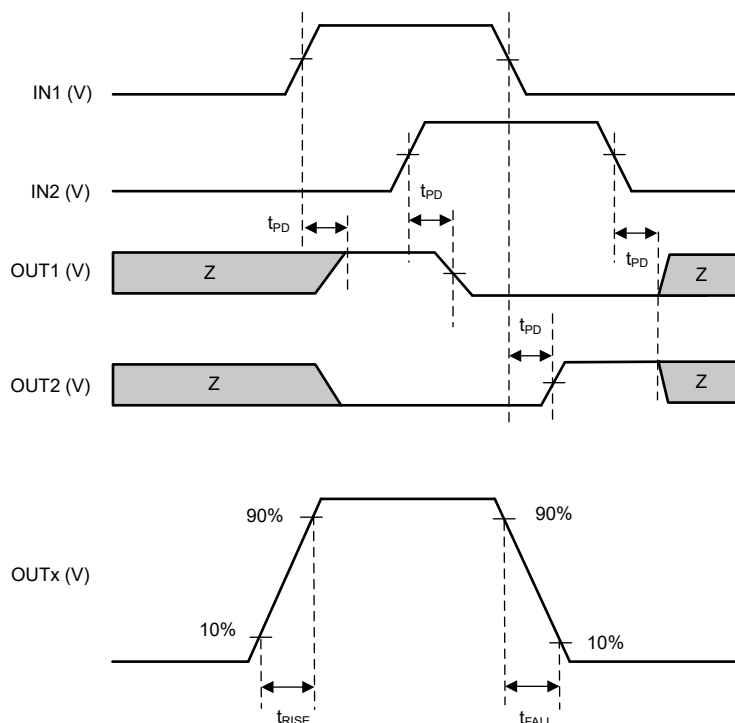 IN1 (V)
IN2 (V)
tPD
tPD
OUT1 (V)
Z
tPD
Z
tPD
OUT2 (V)
Z
Z
90%
90%
OUTx (V)
10%
10%
tRISE
tFALL